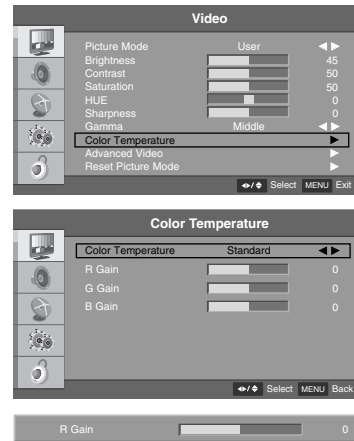 Video
Picture Mode User
Brightness 45
Contrast 50
Saturation 50
HUE 0
Sharpness 0
Gamma Middle
Color Temperature
Advanced Video
Reset Picture Mode
Select MENU Exit
Color Temperature
Color Temperature Standard
R Gain 0
G Gain 0
B Gain 0
Select MENU Back
R Gain 0